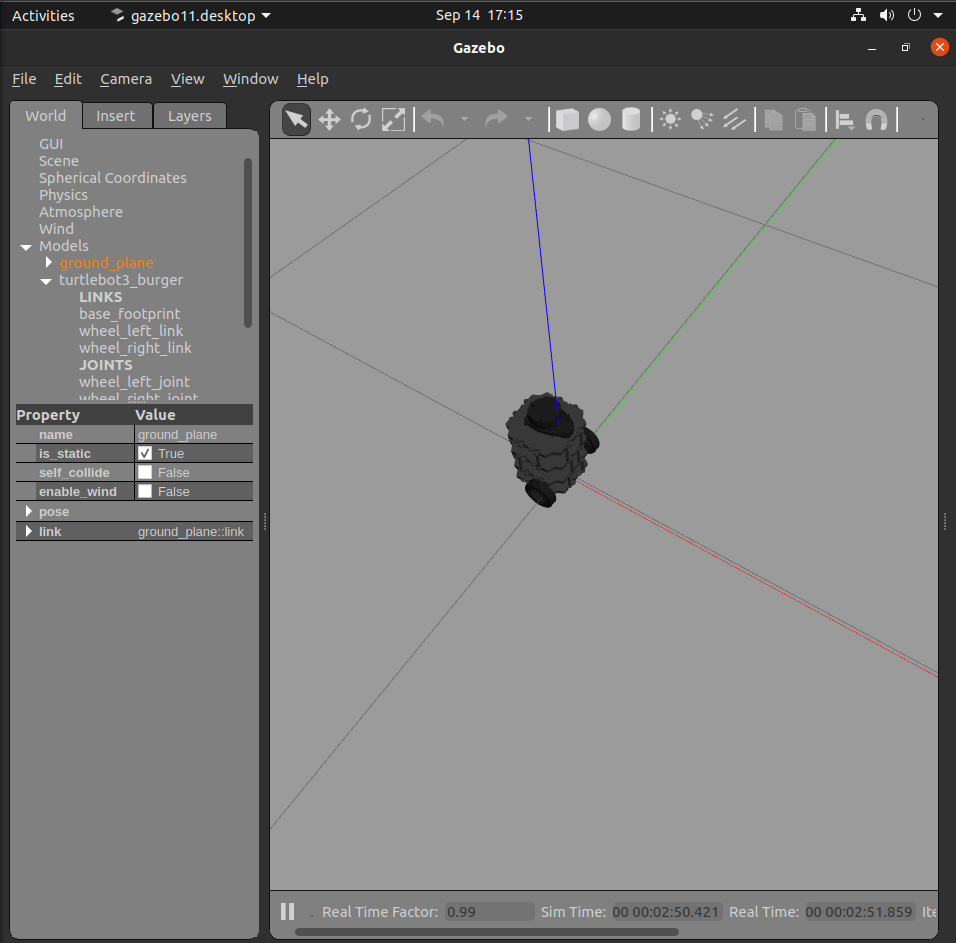 Activities gazebo11.desktop Sep 14 17:15
Gazebo
File Edit Camera View Window Help
World Insert Layers
GUI
Scene
Spherical Coordinates
Physics
Atmosphere
Wind
Models
ground_plane
turtlebot3_burger
LINKS
base_footprint
wheel_left_link
wheel_right_link
JOINTS
wheel_left_joint
wheel_right_joint
Property Value
name ground_plane
is_static True
self_collide False
enable_wind False
pose
link ground_plane::link
Real Time Factor: 0.99 Sim Time: 00 00:02:50.421 Real Time: 00 00:02:51.859 Ite